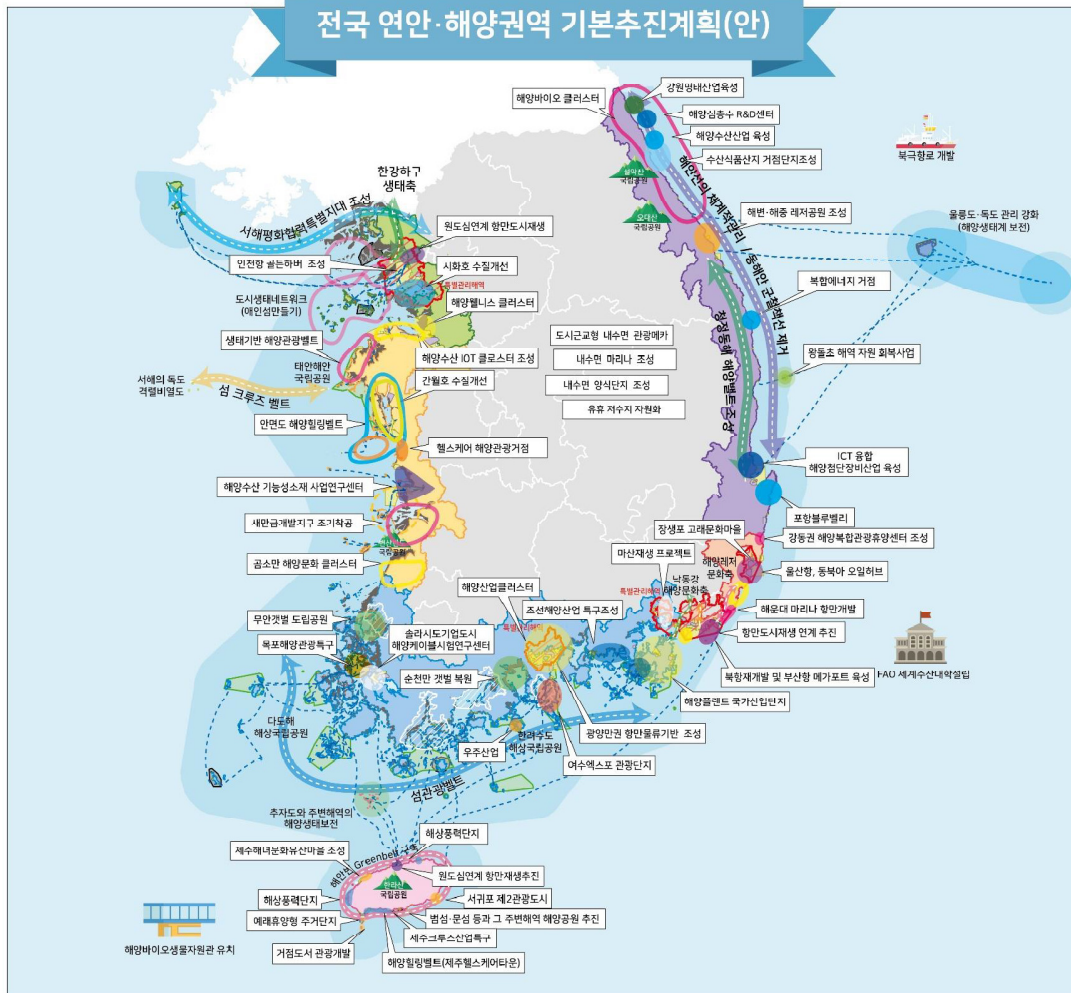 전국 연안·해양권역 기본추진계획(안)
해양바이오 클러스터
강원명태산업육성
해양심층수 R&D센터
해양수산산업 육성
수산식품산지 거점단지조성
설악산
국립공원
오대산
국립공원
해안선의 체계적관리 / 동해안 군철책선 제거
해변·해중 레저공원 조성
북극항로 개발
울릉도·독도 관리 강화
(해양생태계 보전)
복합에너지 거점
왕돌초 해역 자원 회복사업
청정동해 해양벨트 조성
한강하구
생태축
서해평화협력특별지대 조성
원도심연계 항만도시재생
인천항 골든하버 조성
시화호 수질개선
특별관리해역
도시생태네트워크
(애인섬만들기)
해양웰니스 클러스터
생태기반 해양관광벨트
태안해안
국립공원
해양수산 IOT 클로스터 조성
간월호 수질개선
서해의 독도
격렬비열도
섬 크루즈 벨트
안면도 해양힐링벨트
헬스케어 해양관광거점
도시근교형 내수면 관광메카
내수면 마리나 조성
내수면 양식단지 조성
유휴 저수지 자원화
해양수산 기능성소재 사업연구센터
새만금개발지구 조기착공
국립공원
곰소만 해양문화 클러스터
ICT 융합
해양첨단장비산업 육성
포항블루벨리
장생포 고래문화마을
강동권 해양복합관광휴양센터 조성
마산재생 프로젝트
해양레저
문화축
울산항, 동북아 오일허브
특별관리해역
낙동강
해양문화축
해운대 마리나 항만개발
항만도시재생 연계 추진
북항재개발 및 부산항 메가포트 육성
FAO 세계수산대학설립
해양산업클러스터
조선해양산업 특구조성
특별관리해역
무안갯벌 도립공원
목포해양관광특구
솔라시도기업도시
해양케이블시험연구센터
순천만 갯벌 복원
해양플랜트 국가산업단지
다도해
해상국립공원
우주산업
한려수도
해상국립공원
광양만권 항만물류기반 조성
여수엑스포 관광단지
섬관광벨트
추자도와 주변해역의
해양생태보전
해상풍력단지
제주해녀문화유산마을 조성
해안변 Greenbelt 구축
원도심연계 항만재생추진
한라산
국립공원
해상풍력단지
서귀포 제2관광도시
예래휴양형 주거단지
범섬·문섬 등과 그 주변해역 해양공원 추진
제주크루즈산업특구
거점도서 관광개발
해양힐링벨트(제주헬스케어타운)
해양바이오생물자원관 유치